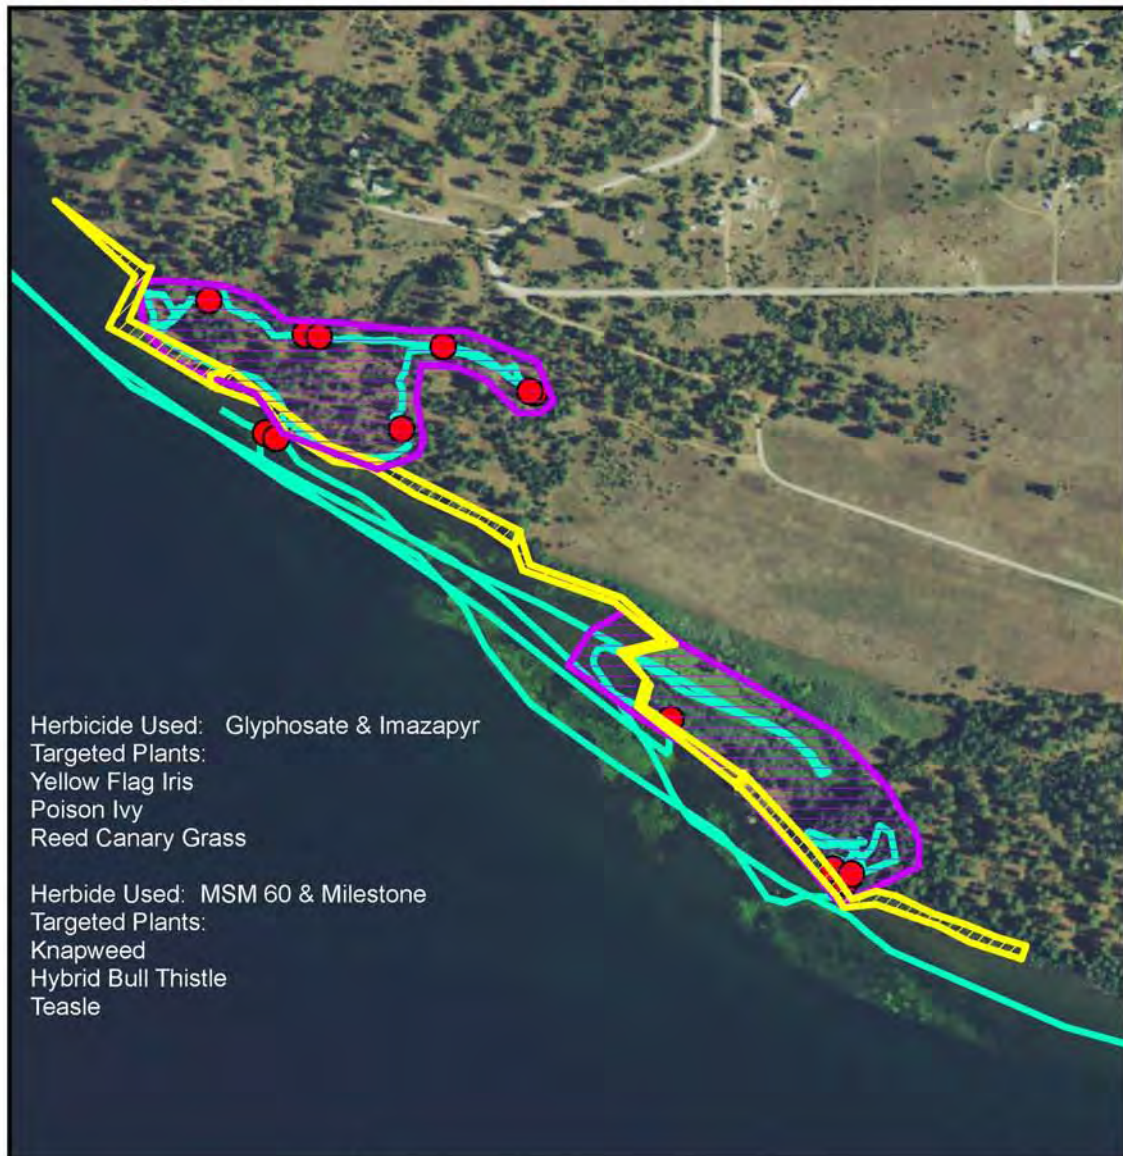 Herbicide Used: Glyphosate & Imazapyr
Targeted Plants:
Yellow Flag Iris
Poison Ivy
Reed Canary Grass
Herbide Used: MSM 60 & Milestone
Targeted Plants:
Knapweed
Hybrid Bull Thistle
Teasle